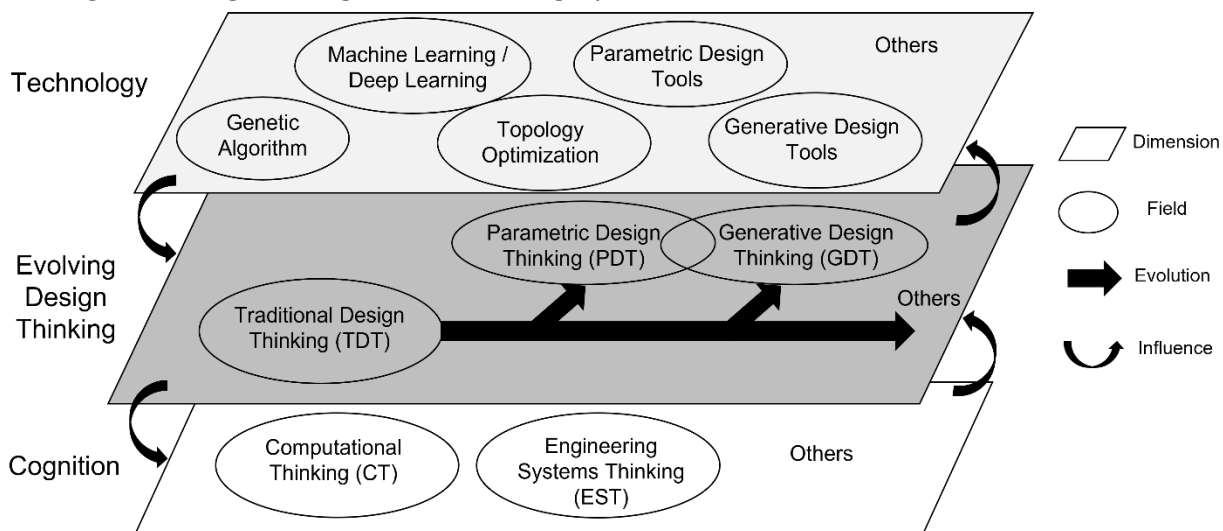 Technology
Machine Learning /
Deep Learning
Parametric Design
Tools
Others
Genetic
Algorithm
Topology
Optimization
Generative Design
Tools
Evolving
Design
Thinking
Parametric Design
Thinking (PDT)
Generative Design
Thinking (GDT)
Traditional Design
Thinking (TDT)
Others
Cognition
Computational
Thinking (CT)
Engineering
Systems Thinking
(EST)
Others
Dimension
Field
Evolution
Influence